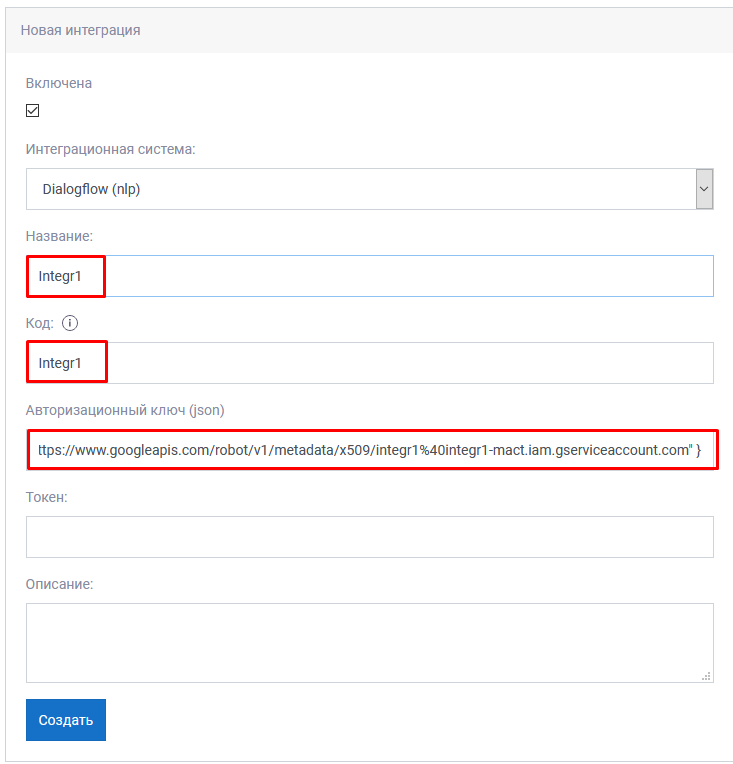 Новая интеграция
Включена
Интеграционная система:
Dialogflow (nlp)
Название:
Integr1
Код:
Integr1
Авторизационный ключ (json)
ttps://www.googleapis.com/robot/v1/metadata/x509/integr1%40integr1-mact.iam.gserviceaccount.com" }
Токен:
Описание:
Создать